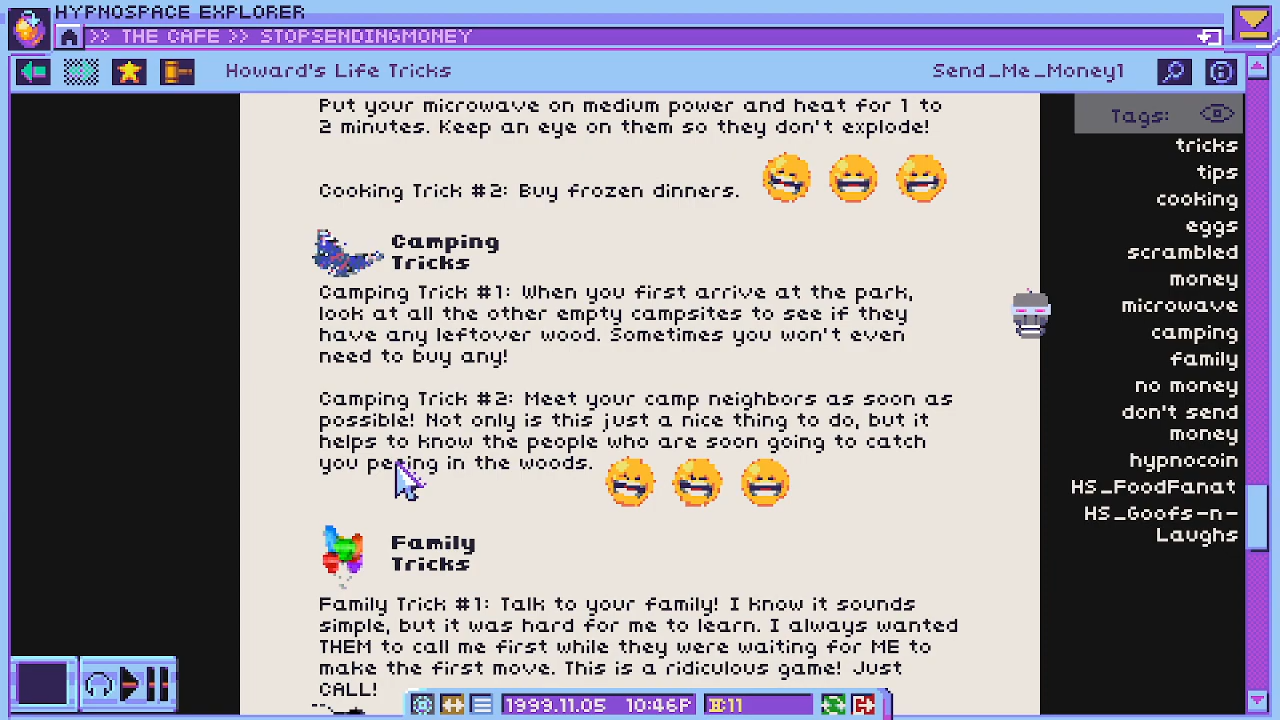 HYPNOSPACE EXPLORER
>> THE CAFE >> STOPSENDINGMONEY
Howard's Life Tricks
Send_Me_Money1
Put your microwave on medium power and heat for 1 to
2 minutes. Keep an eye on them so they don't explode!
Cooking Trick #2: Buy frozen dinners.
Camping
Tricks
Camping Trick #1: When you first arrive at the park,
look at all the other empty campsites to see if they
have any leftover wood. Sometimes you won't even
need to buy any!
Camping Trick #2: Meet your camp neighbors as soon as
possible! Not only is this just a nice thing to do, but it
helps to know the people who are soon going to catch
you peeing in the woods.
Family
Tricks
Family Trick #1: Talk to your family! I know it sounds
simple, but it was hard for me to learn. I always wanted
THEM to call me first while they were waiting for ME to
make the first move. This is a ridiculous game! Just
CALL!
Tags:
tricks
tips
cooking
eggs
scrambled
money
microwave
camping
family
no money
don't send
money
hypnocoin
HS_FoodFanat
HS_Goofs-n-
Laughs
1999.11.05 10:46P
11